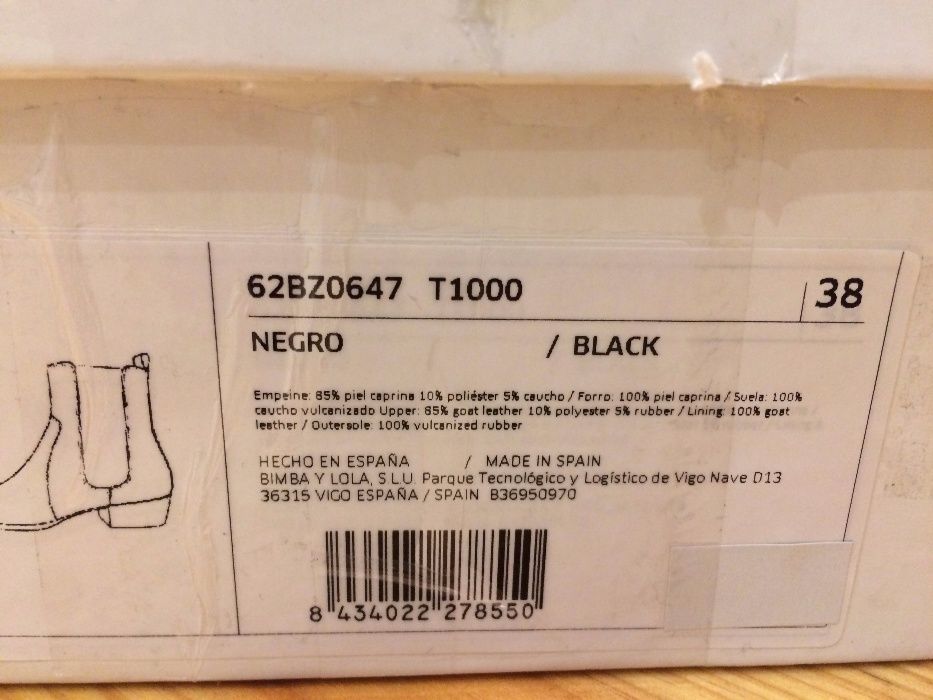 62BZ0647 T1000
38
NEGRO / BLACK
Empeine: 85% piel caprina 10% poliéster 5% caucho / Forro: 100% piel caprina / Suela: 100%
caucho vulcanizado Upper: 85% goat leather 10% polyester 5% rubber / Lining: 100% goat
leather / Outersole: 100% vulcanized rubber
HECHO EN ESPAÑA / MADE IN SPAIN
BIMBA Y LOLA, S.L.U. Parque Tecnológico y Logístico de Vigo Nave D13
36315 VIGO ESPAÑA / SPAIN B36950970
8 434022 278550